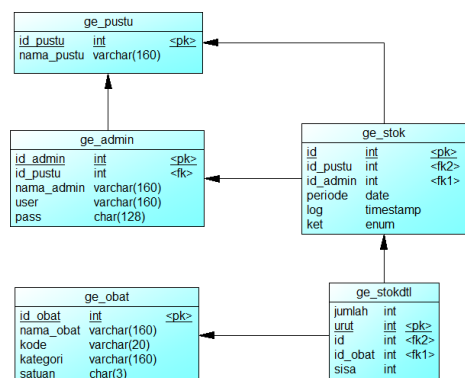 ge_pustu
id_pustu int <pk>
nama_pustu varchar(160)
ge_admin
id_admin int <pk>
id_pustu int <fk>
nama_admin varchar(160)
user varchar(160)
pass char(128)
ge_stok
id int <pk>
id_pustu int <fk2>
id_admin int <fk1>
periode date
log timestamp
ket enum
ge_obat
id_obat int <pk>
nama_obat varchar(160)
kode varchar(20)
kategori varchar(160)
satuan char(3)
ge_stokdtl
jumlah int
urut int <pk>
id int <fk2>
id_obat int <fk1>
sisa int